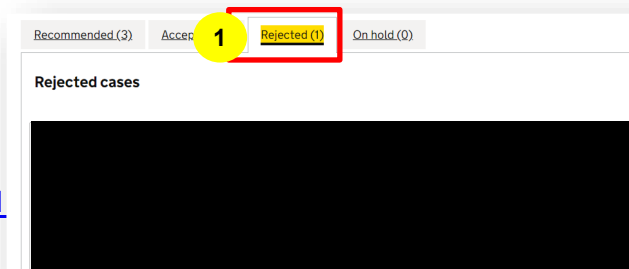 Recommended (3) 1 Rejected (1) On hold (0)
Rejected cases